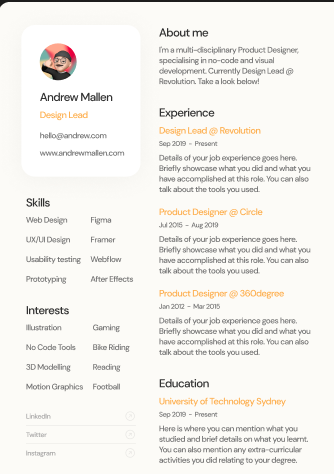 Andrew Mallen
Design Lead
hello@andrew.com
www.andrewmallen.com
Skills
Web Design Figma
UX/UI Design Framer
Usability testing Webflow
Prototyping After Effects
Interests
Illustration Gaming
No Code Tools Bike Riding
3D Modelling Reading
Motion Graphics Football
LinkedIn
Twitter
Instagram
About me
I'm a multi-disciplinary Product Designer,
specialising in no-code and visual
development. Currently Design Lead @
Revolution. Take a look below!
Experience
Design Lead @ Revolution
Sep 2019 - Present
Details of your job experience goes here.
Briefly showcase what you did and what you
have accomplished at this role. You can also
talk about the tools you used.
Product Designer @ Circle
Jul 2015 - Aug 2019
Details of your job experience goes here.
Briefly showcase what you did and what you
have accomplished at this role. You can also
talk about the tools you used.
Product Designer @ 360degree
Jan 2012 - Mar 2015
Details of your job experience goes here.
Briefly showcase what you did and what you
have accomplished at this role. You can also
talk about the tools you used.
Education
University of Technology Sydney
Sep 2019 - Present
Here is where you can mention what you
studied and brief details on what you learnt.
You can also mention any extra-curricular
activities you did relating to your degree.